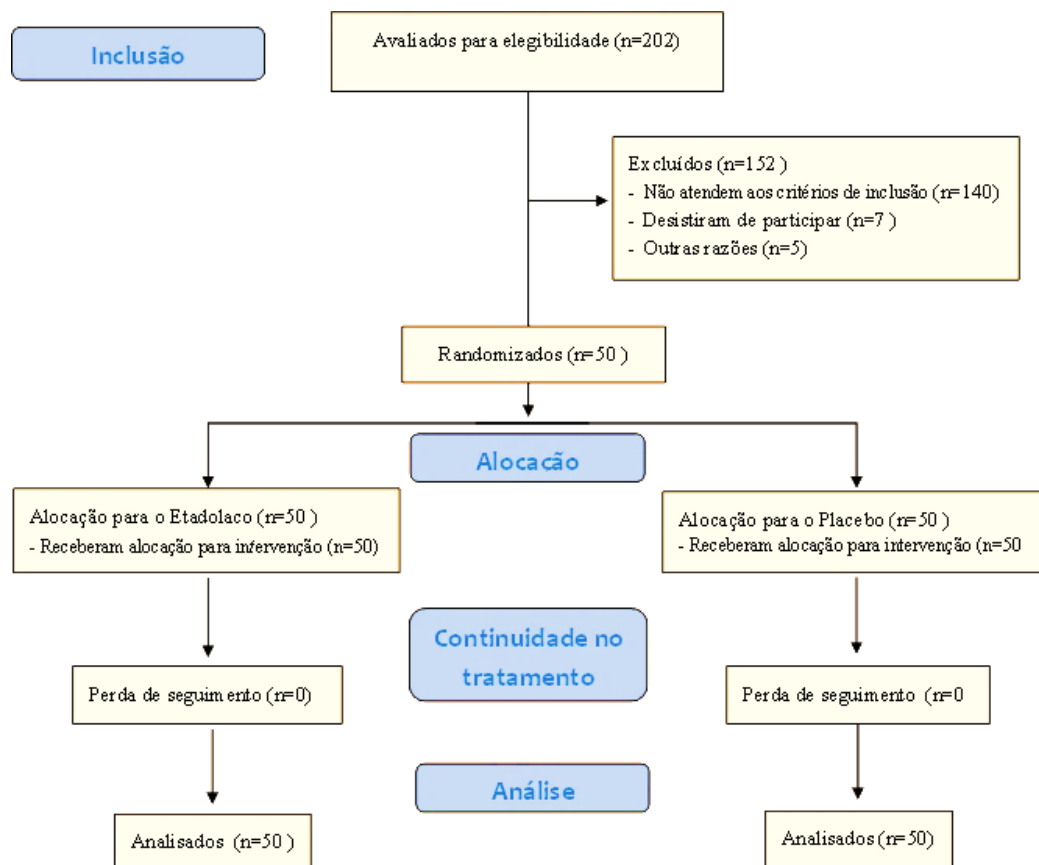 Inclusão
Avaliados para elegibilidade (n=202)
Excluídos (n=152 )
- Não atendem aos critérios de inclusão (n=140)
- Desistiram de participar (n=7 )
- Outras razões (n=5)
Randomizados (n=50 )
Alocação
Alocação para o Etadolaco (n=50 )
- Receberam alocação para intervenção (n=50)
Alocação para o Placebo (n=50 )
- Receberam alocação para intervenção (n=50
Continuidade no
tratamento
Perda de seguimento (n=0)
Perda de seguimento (n=0
Análise
Analisados (n=50 )
Analisados (n=50)